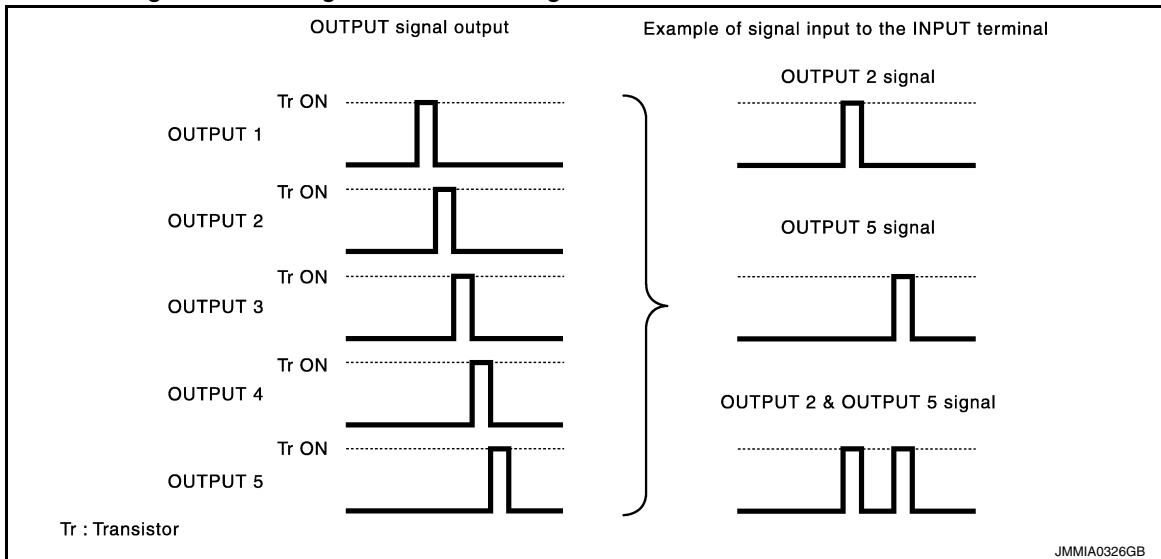 OUTPUT signal output
Example of signal input to the INPUT terminal
Tr ON
OUTPUT 1
Tr ON
OUTPUT 2
Tr ON
OUTPUT 3
Tr ON
OUTPUT 4
Tr ON
OUTPUT 5
OUTPUT 2 signal
OUTPUT 5 signal
OUTPUT 2 & OUTPUT 5 signal
Tr : Transistor
JMMIA0326GB